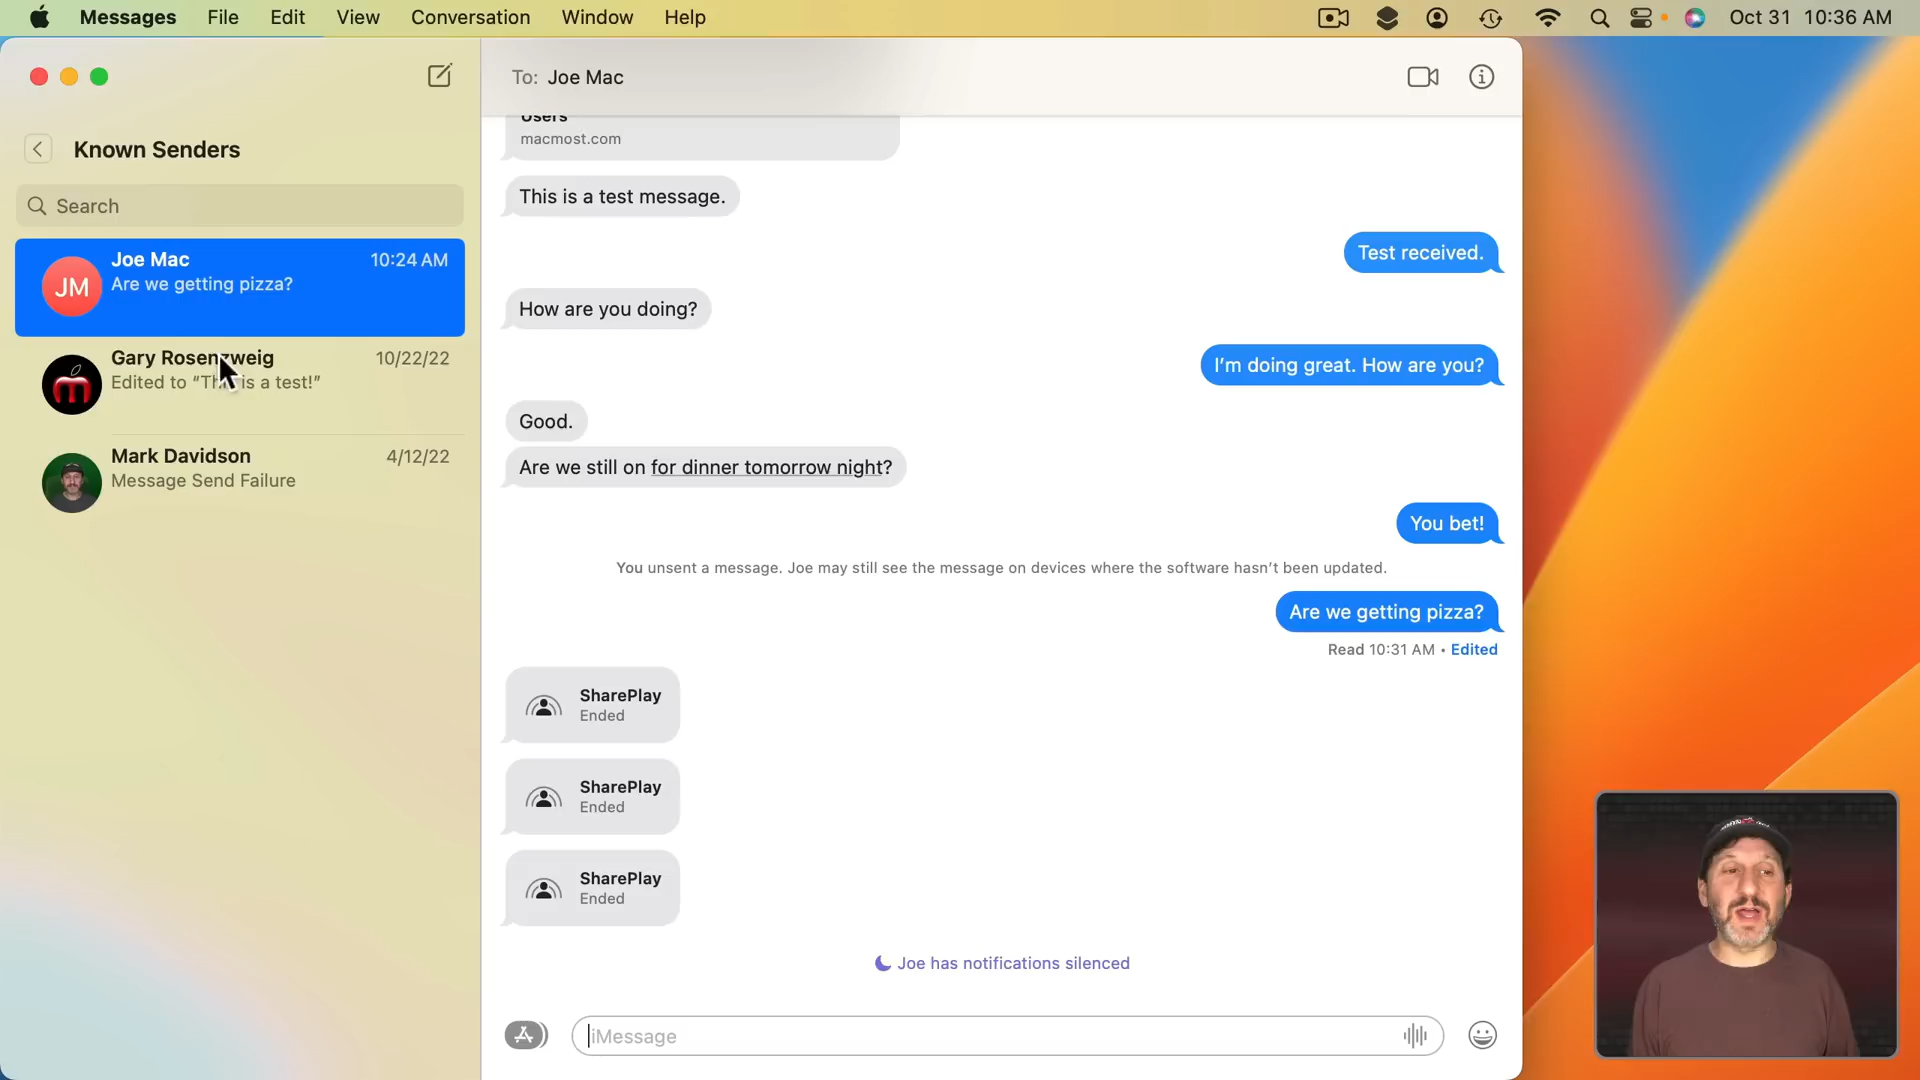 Messages File Edit View Conversation Window Help Oct 31 10:36 AM
To: Joe Mac
Known Senders
Search
Joe Mac 10:24 AM
JM
Are we getting pizza?
Gary Rosenzweig 10/22/22
Edited to “This is a test!”
Mark Davidson 4/12/22
Message Send Failure
Users
macmost.com
This is a test message.
Test received.
How are you doing?
I’m doing great. How are you?
Good.
Are we still on for dinner tomorrow night?
You bet!
You unsent a message. Joe may still see the message on devices where the software hasn’t been updated.
Are we getting pizza?
Read 10:31 AM • Edited
SharePlay
Ended
SharePlay
Ended
SharePlay
Ended
Joe has notifications silenced
iMessage